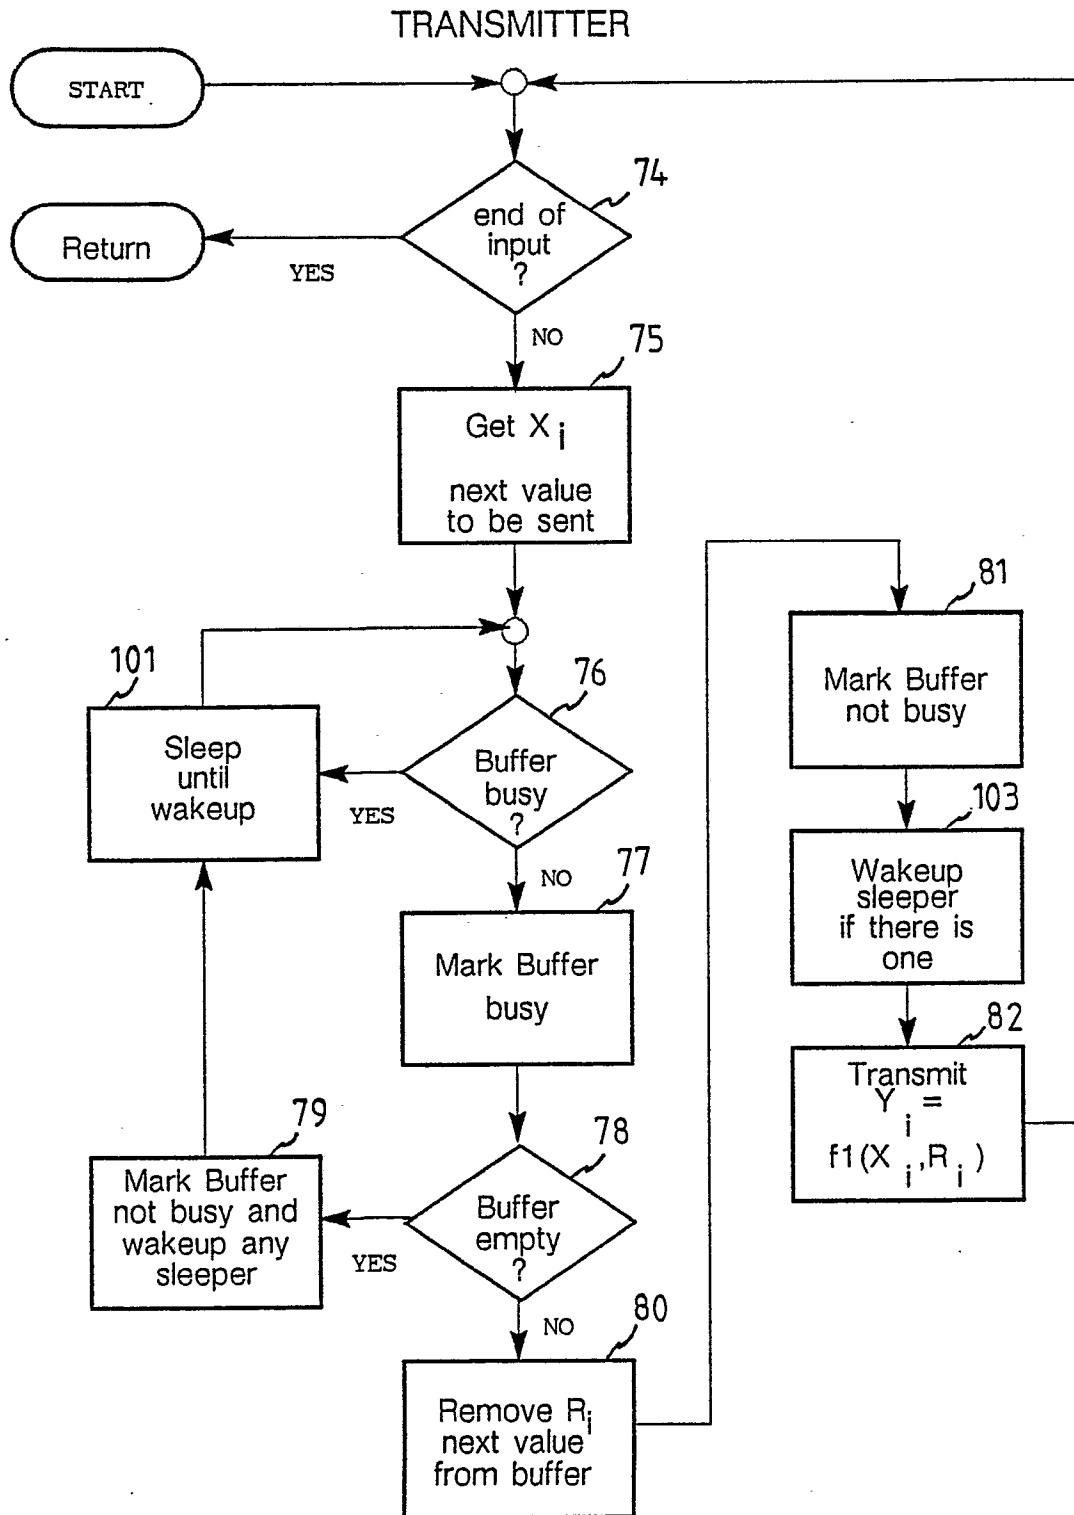 TRANSMITTER
START
74
end of
input
?
Return
YES
NO
75
Get X i
next value
to be sent
101
Sleep
until
wakeup
76
Buffer
busy
?
YES
NO
77
Mark Buffer
busy
79
Mark Buffer
not busy and
wakeup any
sleeper
78
Buffer
empty
?
YES
NO
80
Remove Ri
next value
from buffer
81
Mark Buffer
not busy
103
Wakeup
sleeper
if there is
one
82
Transmit
Y i =
f1(X i ,R i )